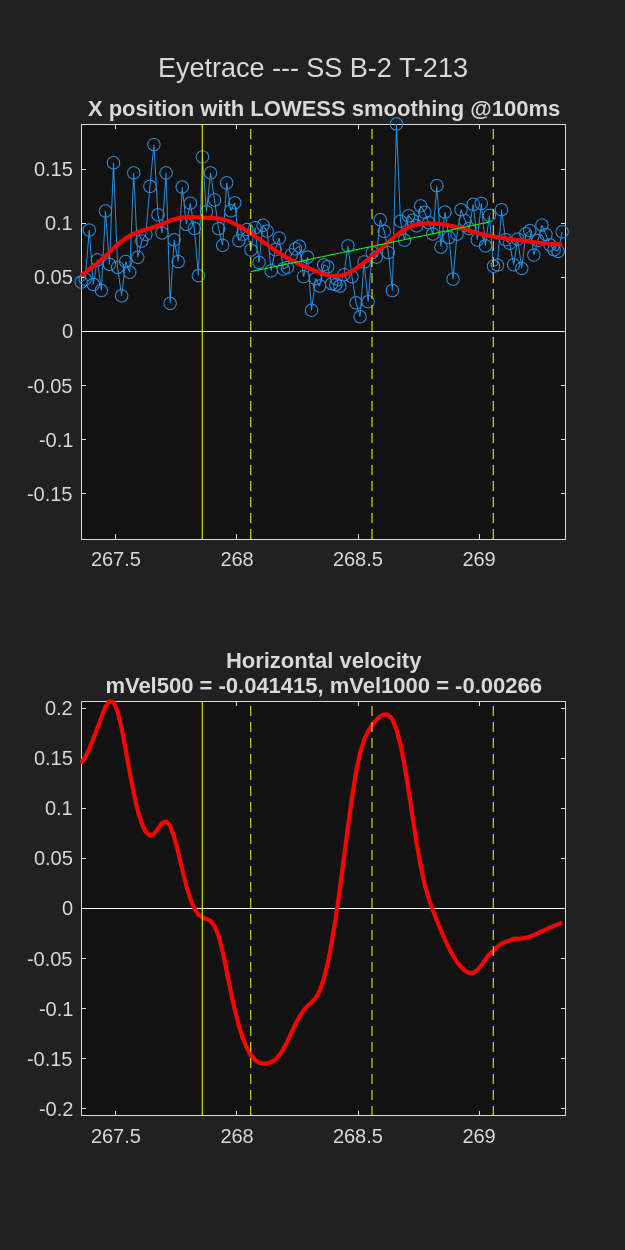 Eyetrace --- SS B-2 T-213
X position with LOWESS smoothing @100ms
0.15
0.1
0.05
0
-0.05
-0.1
-0.15
267.5 268 268.5 269
Horizontal velocity
mVel500 = -0.041415, mVel1000 = -0.00266
0.2
0.15
0.1
0.05
0
-0.05
-0.1
-0.15
-0.2
267.5 268 268.5 269